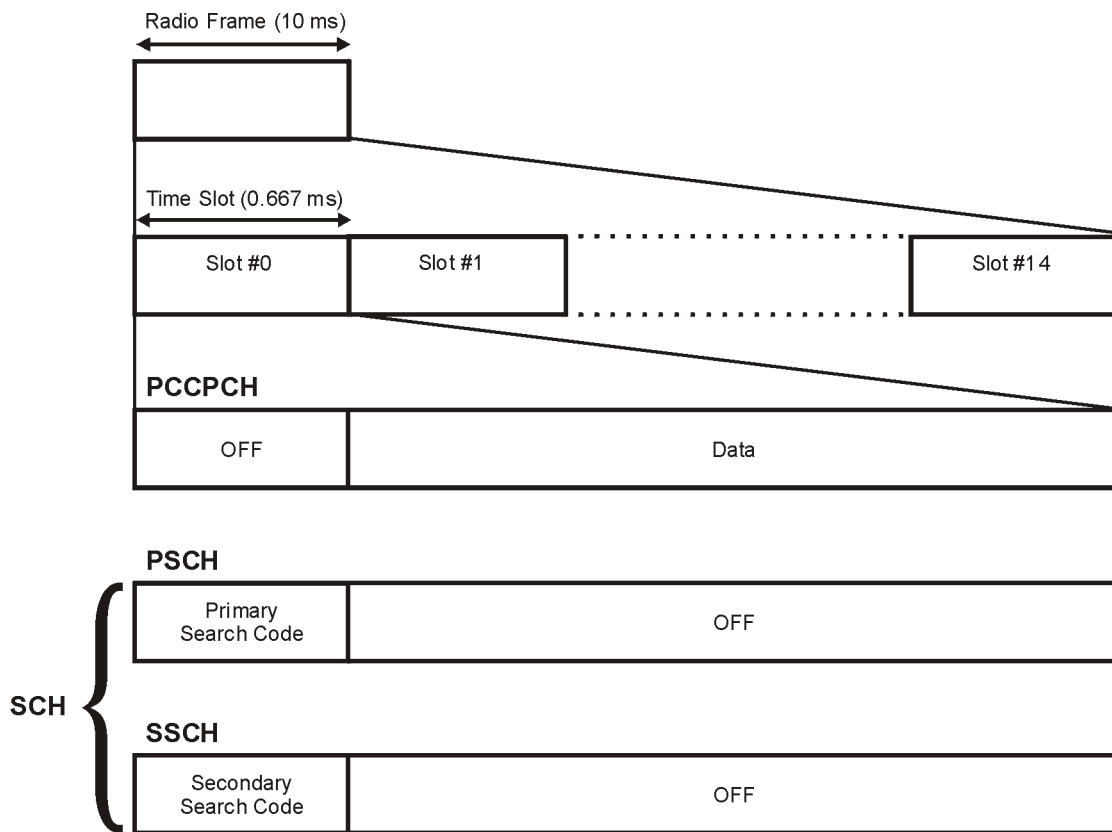 Radio Frame (10 ms)
Time Slot (0.667 ms)
Slot #0
Slot #1
Slot #14
PCCPCH
OFF
Data
PSCH
Primary
Search Code
OFF
SCH
SSCH
Secondary
Search Code
OFF